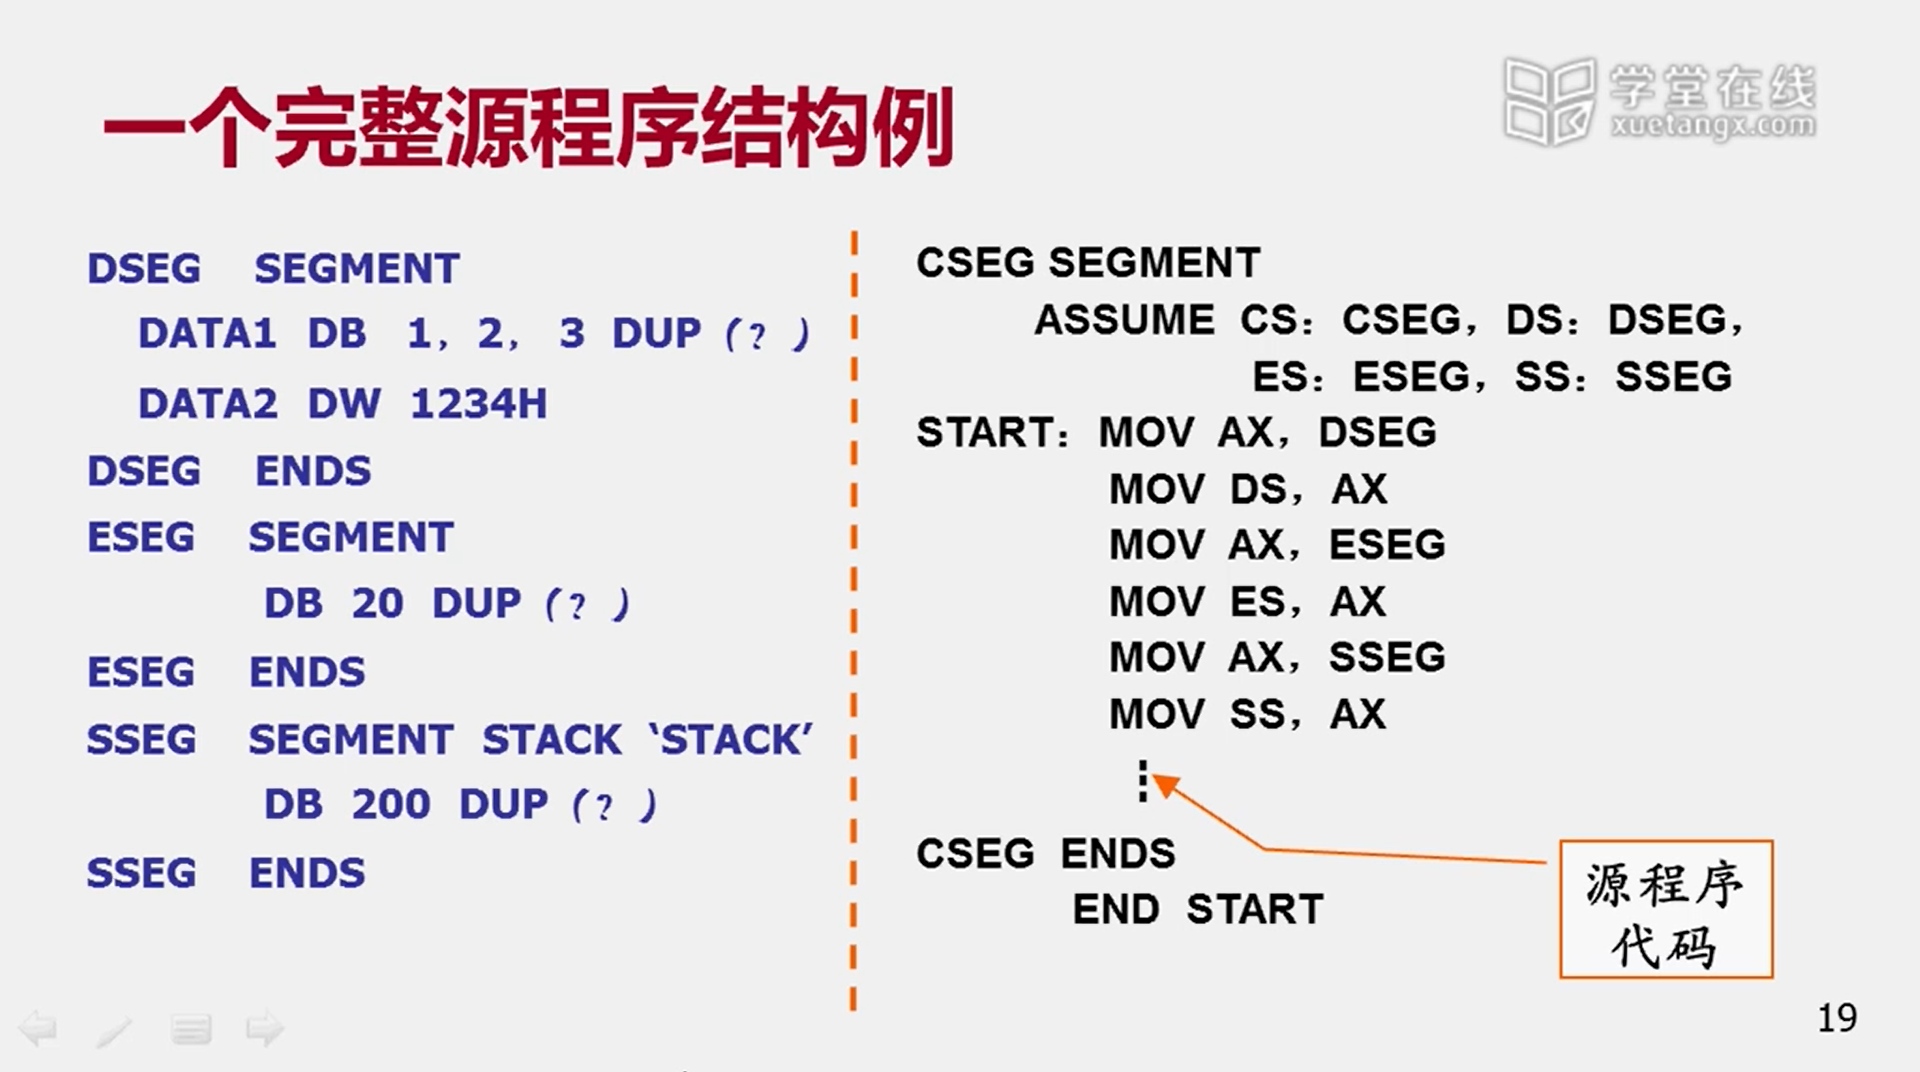 一个完整源程序结构例
学堂在线
xuetangx.com
DSEG SEGMENT
DATA1 DB 1, 2, 3 DUP（? ）
DATA2 DW 1234H
DSEG ENDS
ESEG SEGMENT
DB 20 DUP（? ）
ESEG ENDS
SSEG SEGMENT STACK ‘STACK’
DB 200 DUP（? ）
SSEG ENDS
CSEG SEGMENT
ASSUME CS：CSEG，DS：DSEG，
ES：ESEG，SS：SSEG
START：MOV AX，DSEG
MOV DS，AX
MOV AX，ESEG
MOV ES，AX
MOV AX，SSEG
MOV SS，AX
⋮
CSEG ENDS
END START
源程序
代码
19